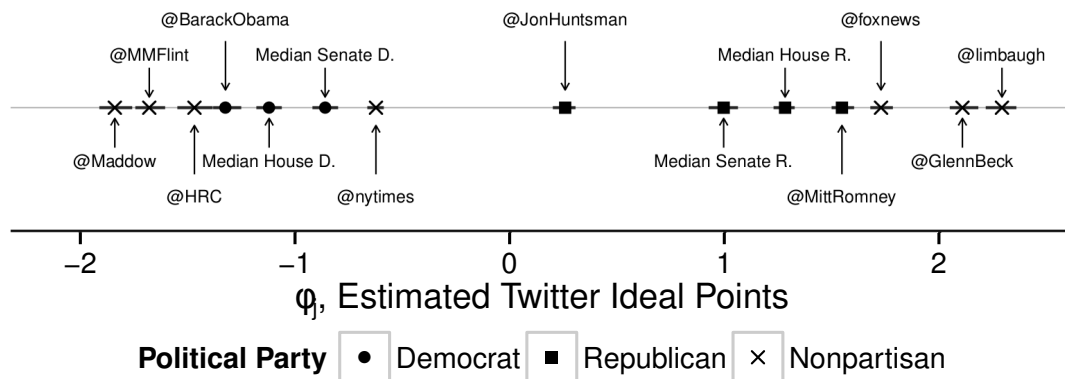 @BarackObama
@JonHuntsman
@foxnews
@MMFlint
Median Senate D.
Median House R.
@limbaugh
@Maddow
Median House D.
Median Senate R.
@GlennBeck
@HRC
@nytimes
@MittRomney
−2
−1
0
1
2
φj, Estimated Twitter Ideal Points
Political Party
Democrat
Republican
Nonpartisan